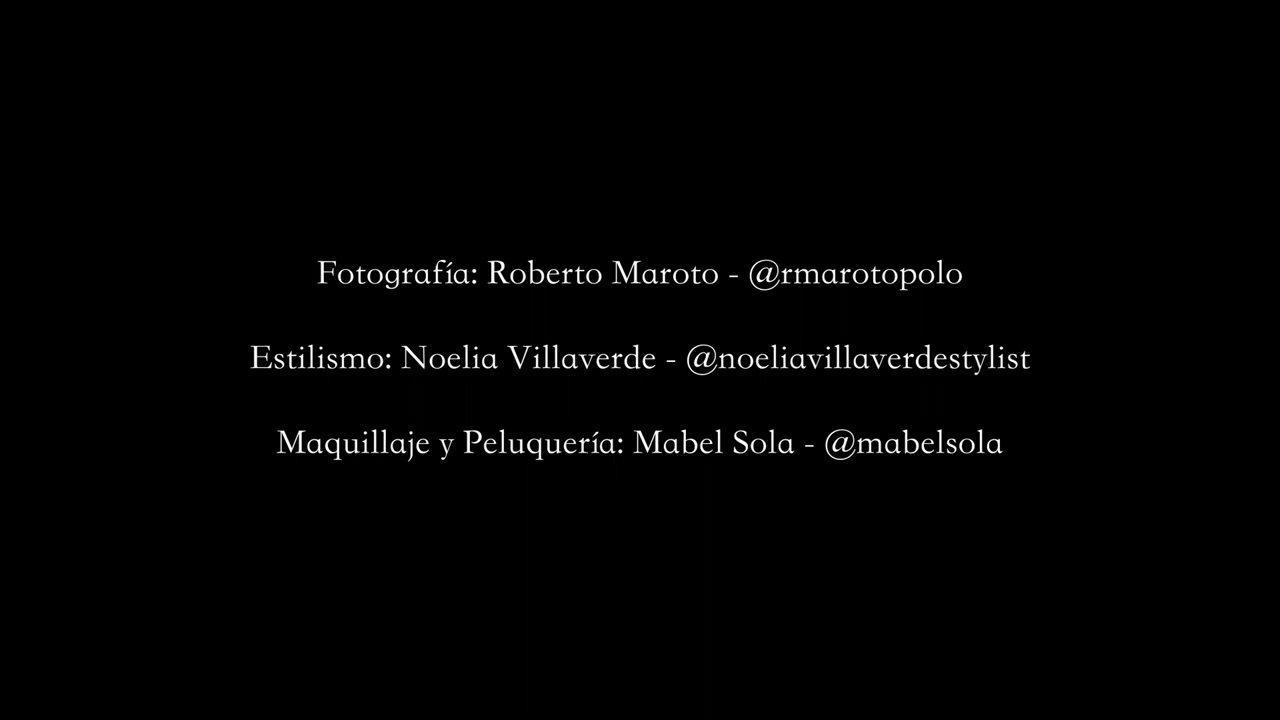 Fotografía: Roberto Maroto - @rmarotopolo
Estilismo: Noelia Villaverde - @noeliavillaverdestylist
Maquillaje y Peluquería: Mabel Sola - @mabelsola